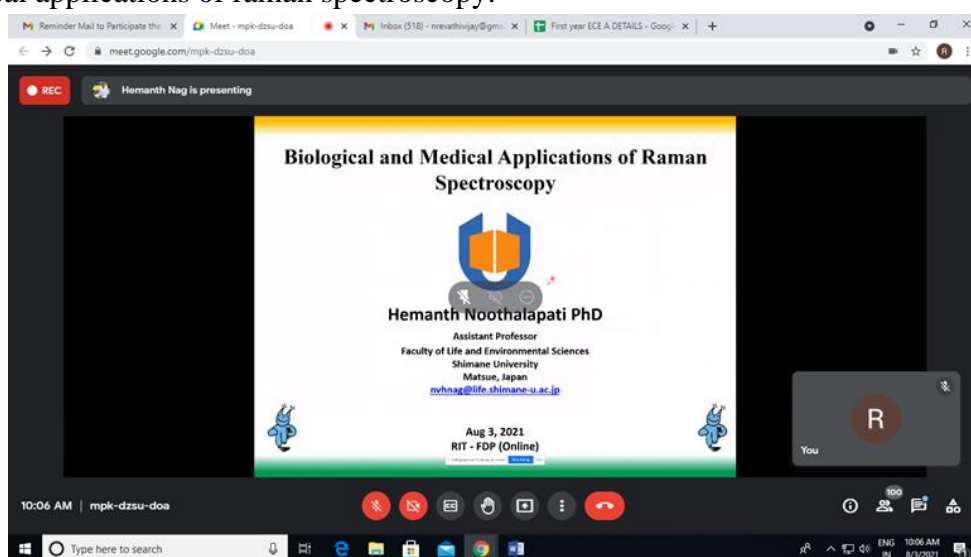 al applications of raman spectroscopy.
Reminder Mail to Participate the
Meet - mpk-dzsu-doa
Inbox (518) - nrevathivijay@gma
First year ECE A DETAILS - Googl
meet.google.com/mpk-dzsu-doa
R
REC
Hemanth Nag is presenting
Biological and Medical Applications of Raman
Spectroscopy
Hemanth Noothalapati PhD
Assistant Professor
Faculty of Life and Environmental Sciences
Shimane University
Matsue, Japan
nvhnag@life.shimane-u.ac.jp
Aug 3, 2021
RIT - FDP (Online)
R
You
10:06 AM | mpk-dzsu-doa
CC
100
Type here to search
ENG 10:06 AM
IN 8/3/2021